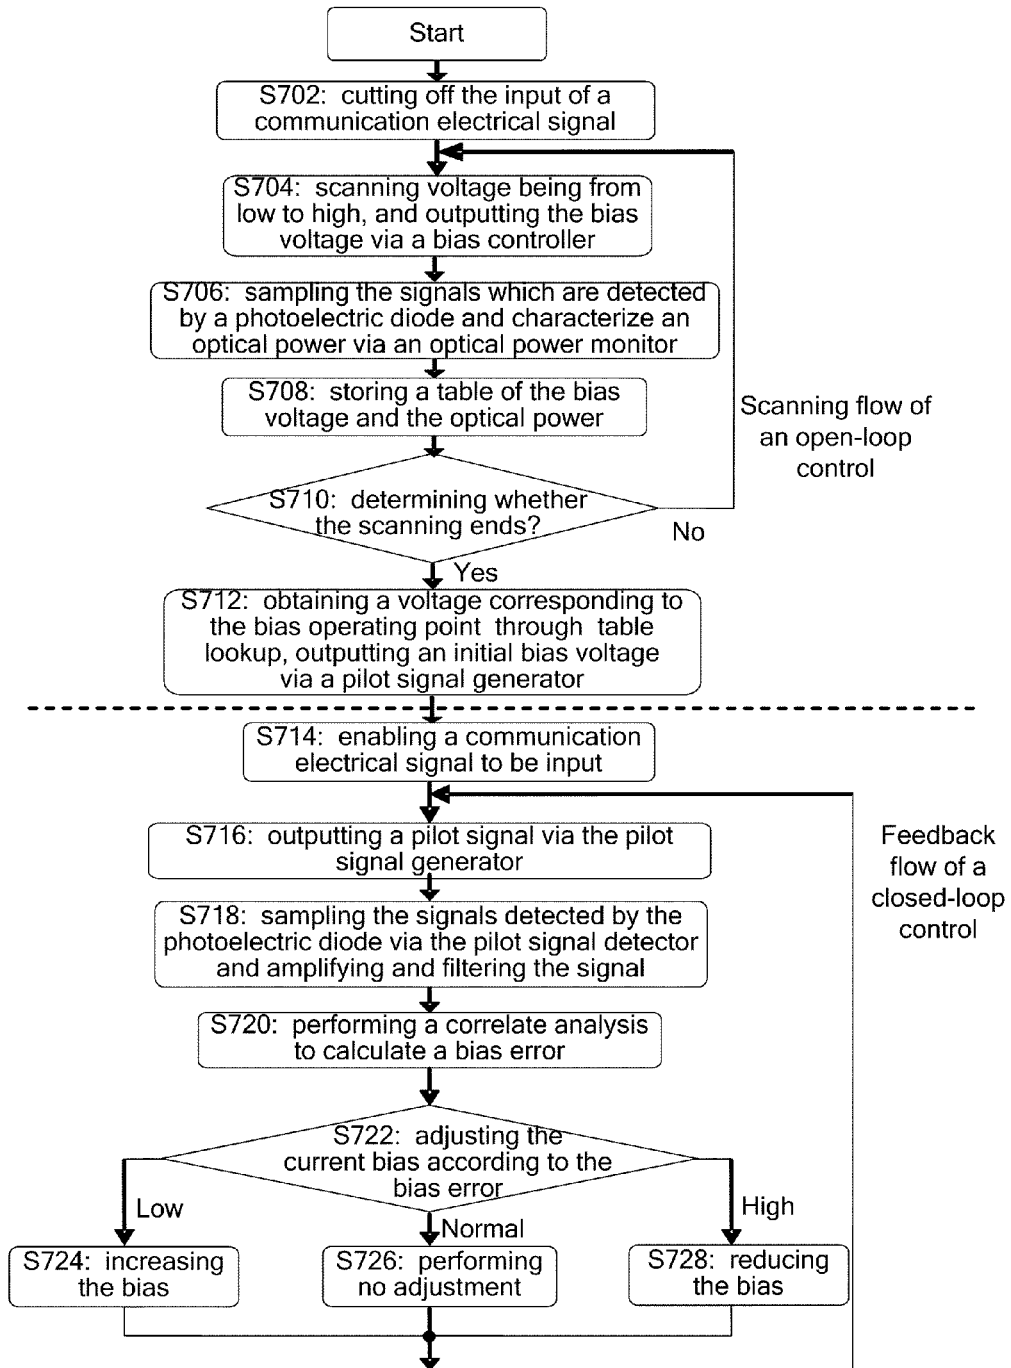 Start
S702: cutting off the input of a
communication electrical signal
S704: scanning voltage being from
low to high, and outputting the bias
voltage via a bias controller
S706: sampling the signals which are detected
by a photoelectric diode and characterize an
optical power via an optical power monitor
S708: storing a table of the bias
voltage and the optical power
Scanning flow of
an open-loop
control
S710: determining whether
the scanning ends?
No
Yes
S712: obtaining a voltage corresponding to
the bias operating point through table
lookup, outputting an initial bias voltage
via a pilot signal generator
S714: enabling a communication
electrical signal to be input
S716: outputting a pilot signal via the pilot
signal generator
Feedback
flow of a
closed-loop
control
S718: sampling the signals detected by the
photoelectric diode via the pilot signal detector
and amplifying and filtering the signal
S720: performing a correlate analysis
to calculate a bias error
S722: adjusting the
current bias according to the
bias error
Low
Normal
High
S724: increasing
the bias
S726: performing
no adjustment
S728: reducing
the bias